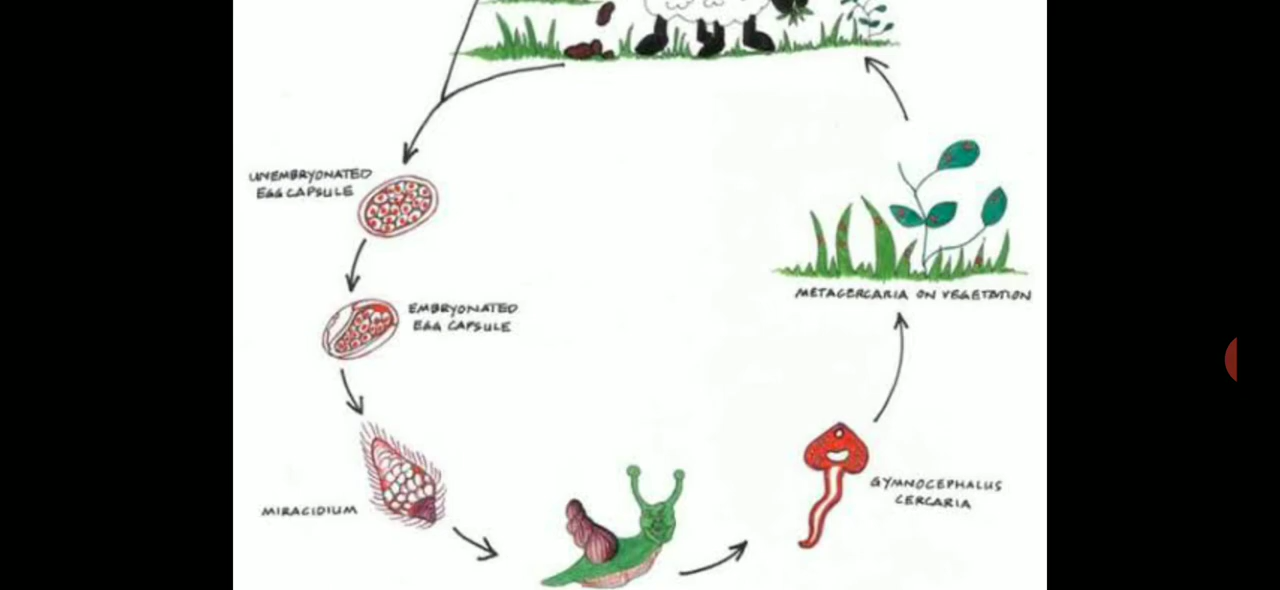 UNEMBRYONATED
EGG CAPSULE
EMBRYONATED
EGG CAPSULE
METACERCARIA ON VEGETATION
GYMNOCEPHALUS
CERCARIA
MIRACIDIUM